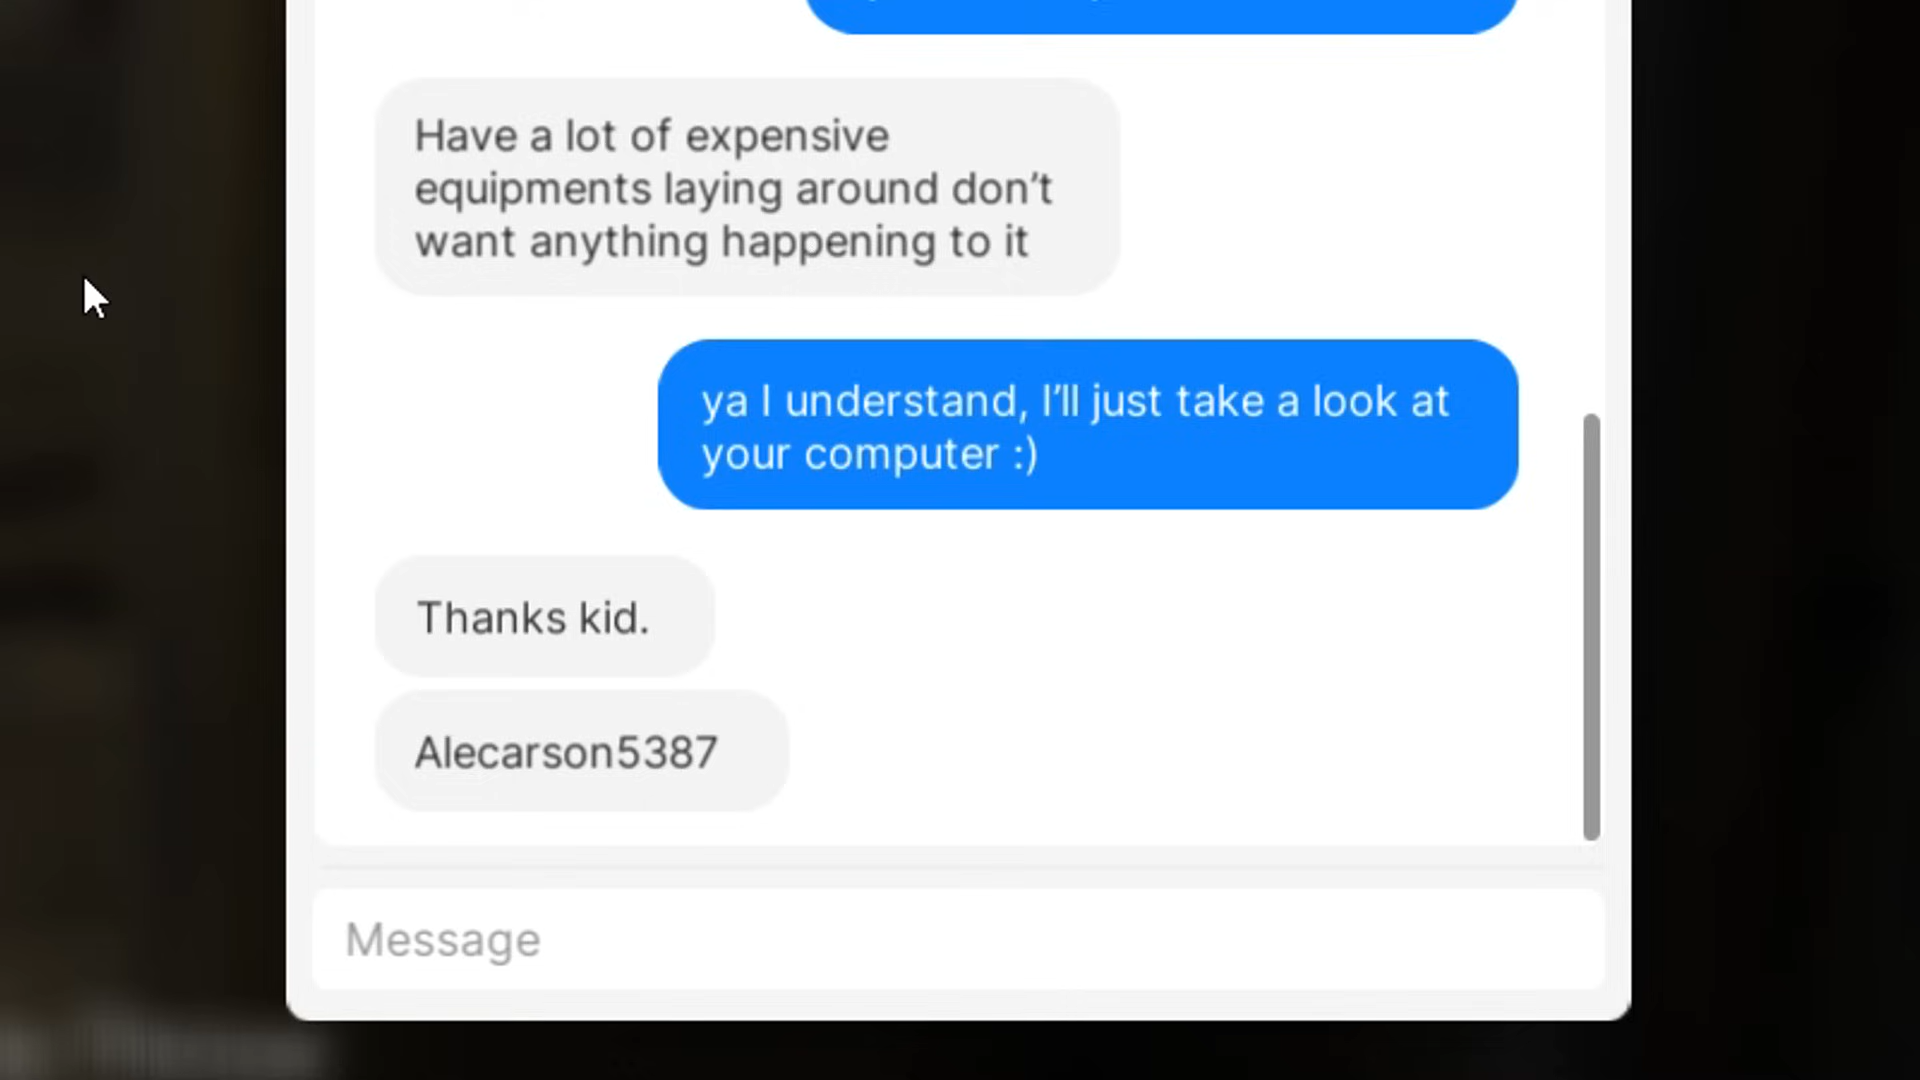 Have a lot of expensive
equipments laying around don’t
want anything happening to it
ya I understand, I’ll just take a look at
your computer :)
Thanks kid.
Alecarson5387
Message